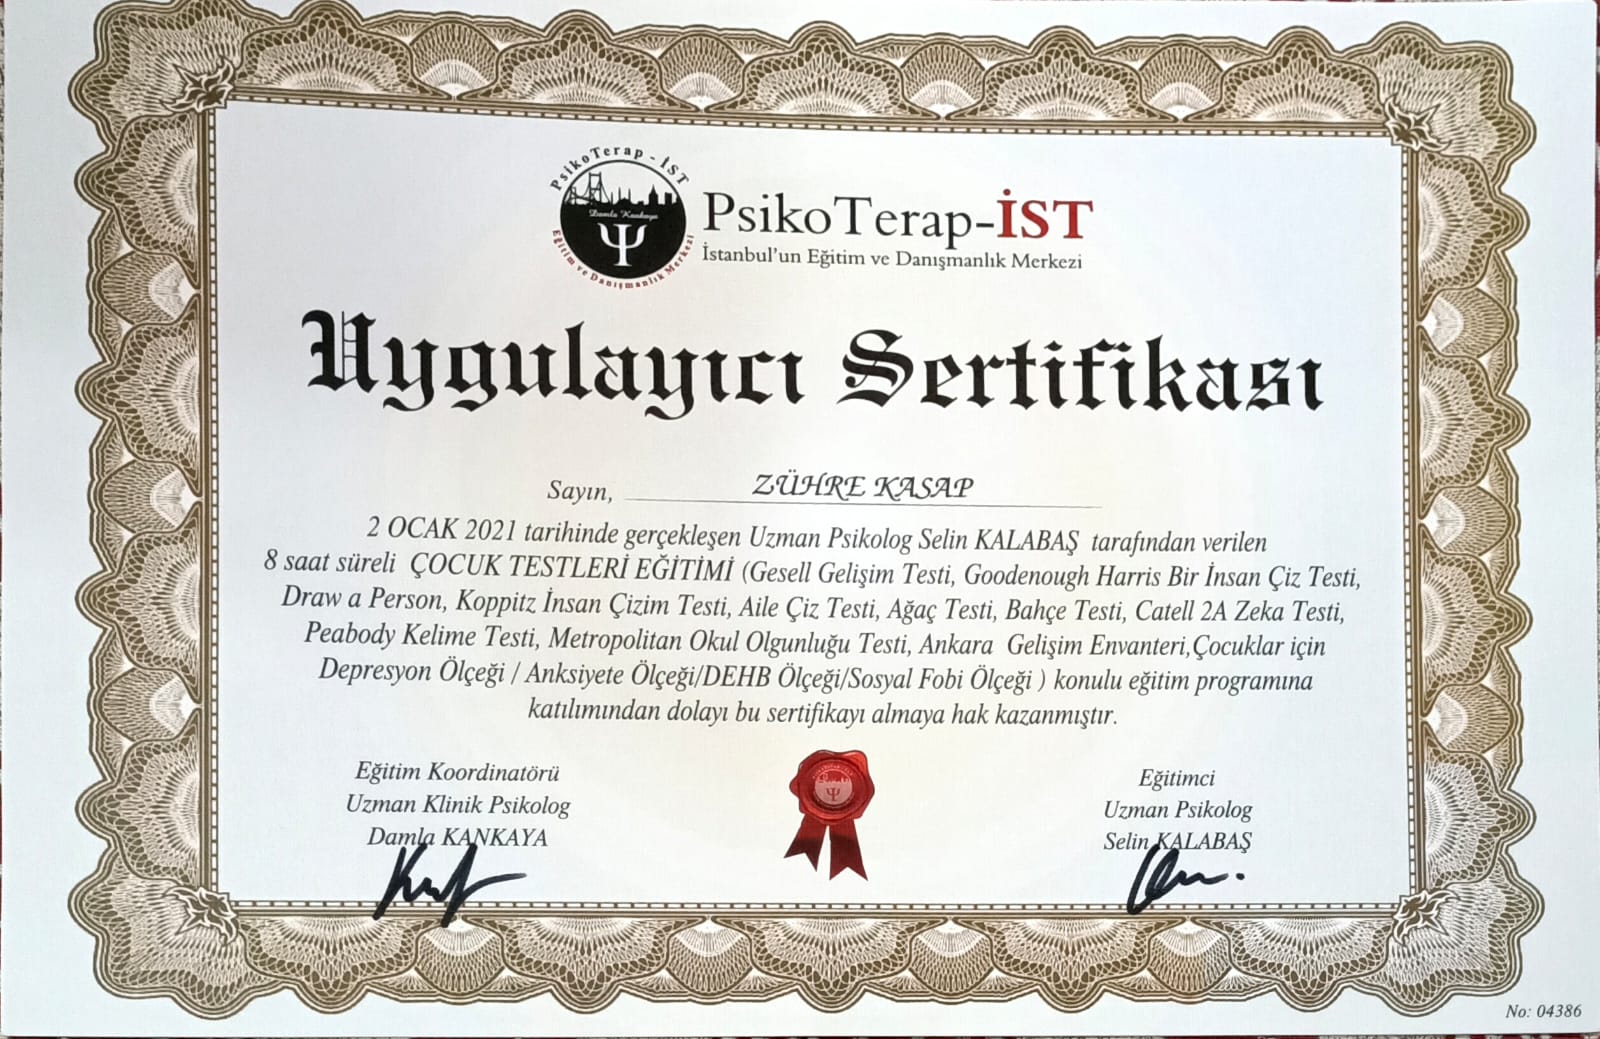 PsikoTerap - İST
Damla Kankaya
Eğitim ve Danışmanlık Merkezi
PsikoTerap-İST
İstanbul'un Eğitim ve Danışmanlık Merkezi
Uygulayıcı Sertifikası
Sayın, ZÜHRE KASAP
2 OCAK 2021 tarihinde gerçekleşen Uzman Psikolog Selin KALABAŞ tarafından verilen
8 saat süreli ÇOCUK TESTLERİ EĞİTİMİ (Gesell Gelişim Testi, Goodenough Harris Bir İnsan Çiz Testi,
Draw a Person, Koppitz İnsan Çizim Testi, Aile Çiz Testi, Ağaç Testi, Bahçe Testi, Catell 2A Zeka Testi,
Peabody Kelime Testi, Metropolitan Okul Olgunluğu Testi, Ankara Gelişim Envanteri,Çocuklar için
Depresyon Ölçeği / Anksiyete Ölçeği/DEHB Ölçeği/Sosyal Fobi Ölçeği ) konulu eğitim programına
katılımından dolayı bu sertifikayı almaya hak kazanmıştır.
Eğitim Koordinatörü
Uzman Klinik Psikolog
Damla KANKAYA
Eğitimci
Uzman Psikolog
Selin KALABAŞ
No: 04386